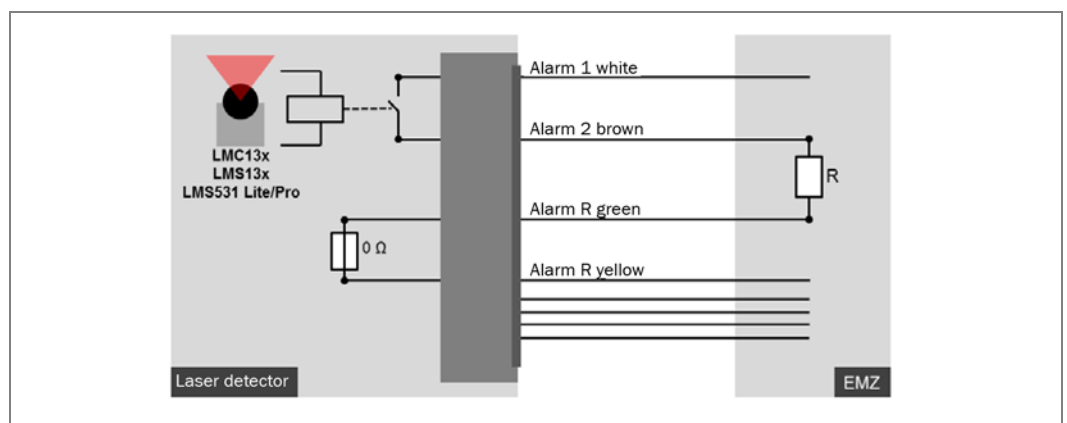 Alarm 1 white
Alarm 2 brown
LMC13x
LMS13x
LMS531 Lite/Pro
R
Alarm R green
0 Ω
Alarm R yellow
Laser detector
EMZ